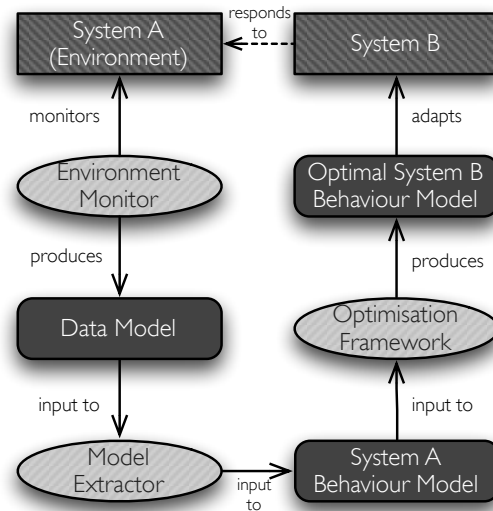 System A
(Environment)
responds
to
System B
monitors
adapts
Environment
Monitor
Optimal System B
Behaviour Model
produces
produces
Data Model
Optimisation
Framework
input to
input to
Model
Extractor
input
to
System A
Behaviour Model